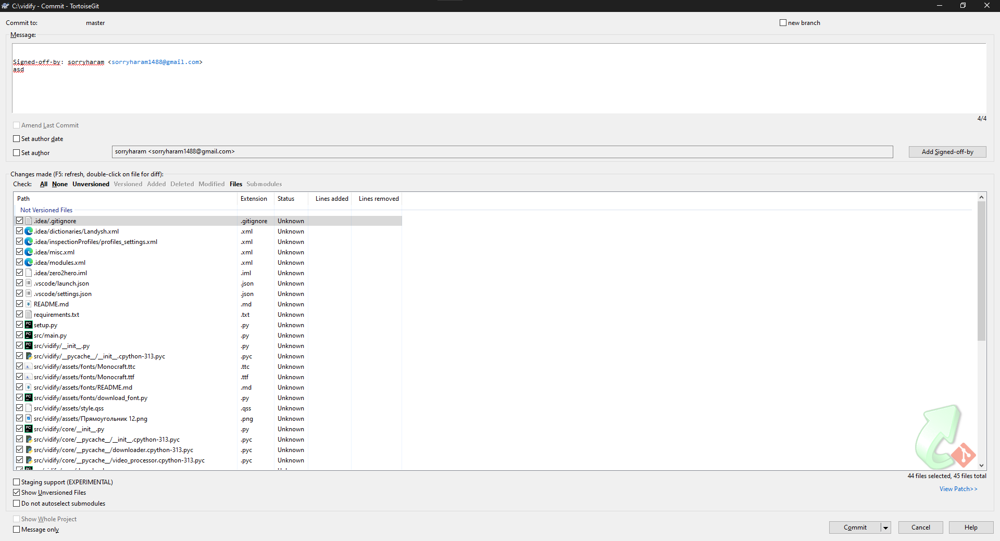 C:\vidify - Commit - TortoiseGit
Commit to: master new branch
Message:
Signed-off-by: sorryharam <sorryharam1488@gmail.com>
asd
4/4
Amend Last Commit
Set author date
Set author sorryharam <sorryharam1488@gmail.com> Add Signed-off-by
Changes made (F5: refresh, double-click on file for diff):
Check: All None Unversioned Versioned Added Deleted Modified Files Submodules
Path Extension Status Lines added Lines removed
Not Versioned Files
.idea/.gitignore .gitignore Unknown
.idea/dictionaries/Landysh.xml .xml Unknown
.idea/inspectionProfiles/profiles_settings.xml .xml Unknown
.idea/misc.xml .xml Unknown
.idea/modules.xml .xml Unknown
.idea/zero2hero.iml .iml Unknown
.vscode/launch.json .json Unknown
.vscode/settings.json .json Unknown
README.md .md Unknown
requirements.txt .txt Unknown
setup.py .py Unknown
src/main.py .py Unknown
src/vidify/__init__.py .py Unknown
src/vidify/__pycache__/__init__.cpython-313.pyc .pyc Unknown
src/vidify/assets/fonts/Monocraft.ttc .ttc Unknown
src/vidify/assets/fonts/Monocraft.ttf .ttf Unknown
src/vidify/assets/fonts/README.md .md Unknown
src/vidify/assets/fonts/download_font.py .py Unknown
src/vidify/assets/style.qss .qss Unknown
src/vidify/assets/Прямоугольник 12.png .png Unknown
src/vidify/core/__init__.py .py Unknown
src/vidify/core/__pycache__/__init__.cpython-313.pyc .pyc Unknown
src/vidify/core/__pycache__/downloader.cpython-313.pyc .pyc Unknown
src/vidify/core/__pycache__/video_processor.cpython-313.pyc .pyc Unknown
44 files selected, 45 files total
Staging support (EXPERIMENTAL)
Show Unversioned Files
View Patch>>
Do not autoselect submodules
Show Whole Project
Message only
Commit Cancel Help